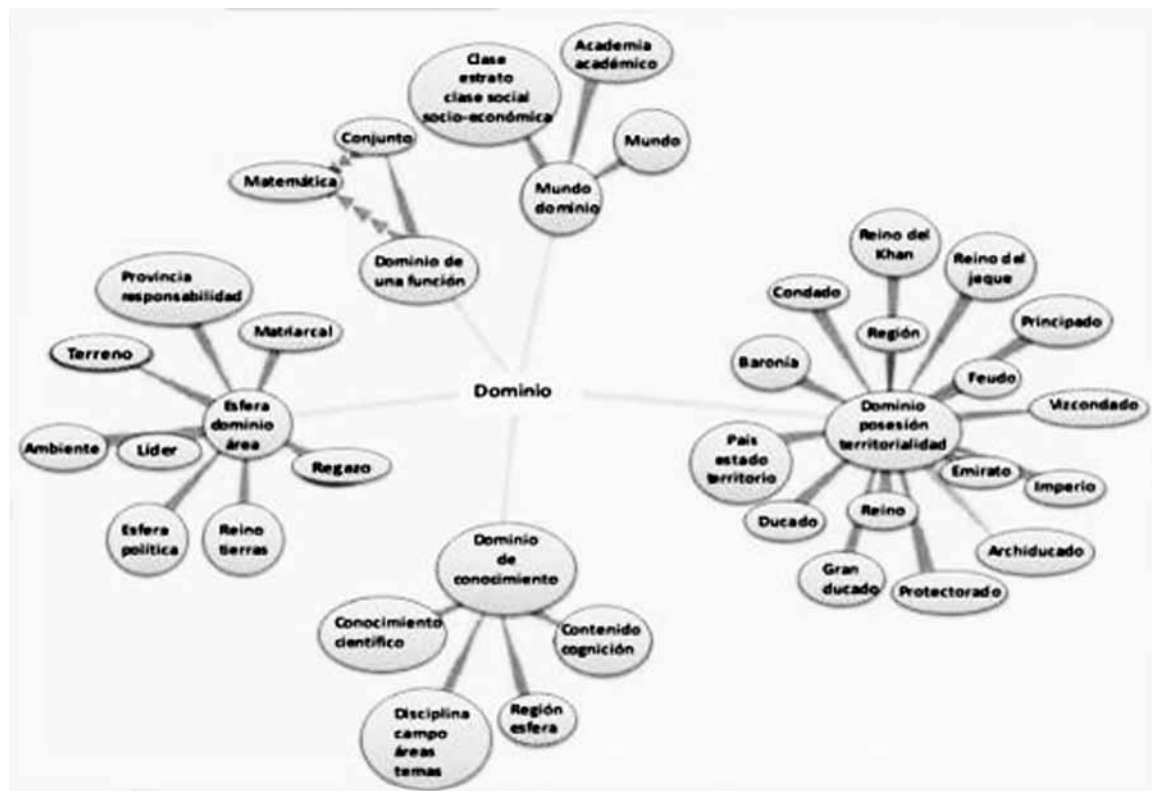 Clase
estrato
clase social
socio-económica
Academia
académico
Mundo
Mundo
dominio
Conjunto
Matemática
Dominio de
una función
Provincia
responsabilidad
Matriarcal
Terreno
Esfera
dominio
área
Ambiente
Líder
Regazo
Esfera
política
Reino
tierras
Dominio
Reino del
Khan
Reino del
jeque
Condado
Región
Principado
Baronía
Feudo
Vizcondado
Dominio
posesión
territorialidad
País
estado
territorio
Emirato
Imperio
Ducado
Reino
Archiducado
Gran
ducado
Protectorado
Dominio
de
conocimiento
Conocimiento
científico
Contenido
cognición
Disciplina
campo
áreas
temas
Región
esfera